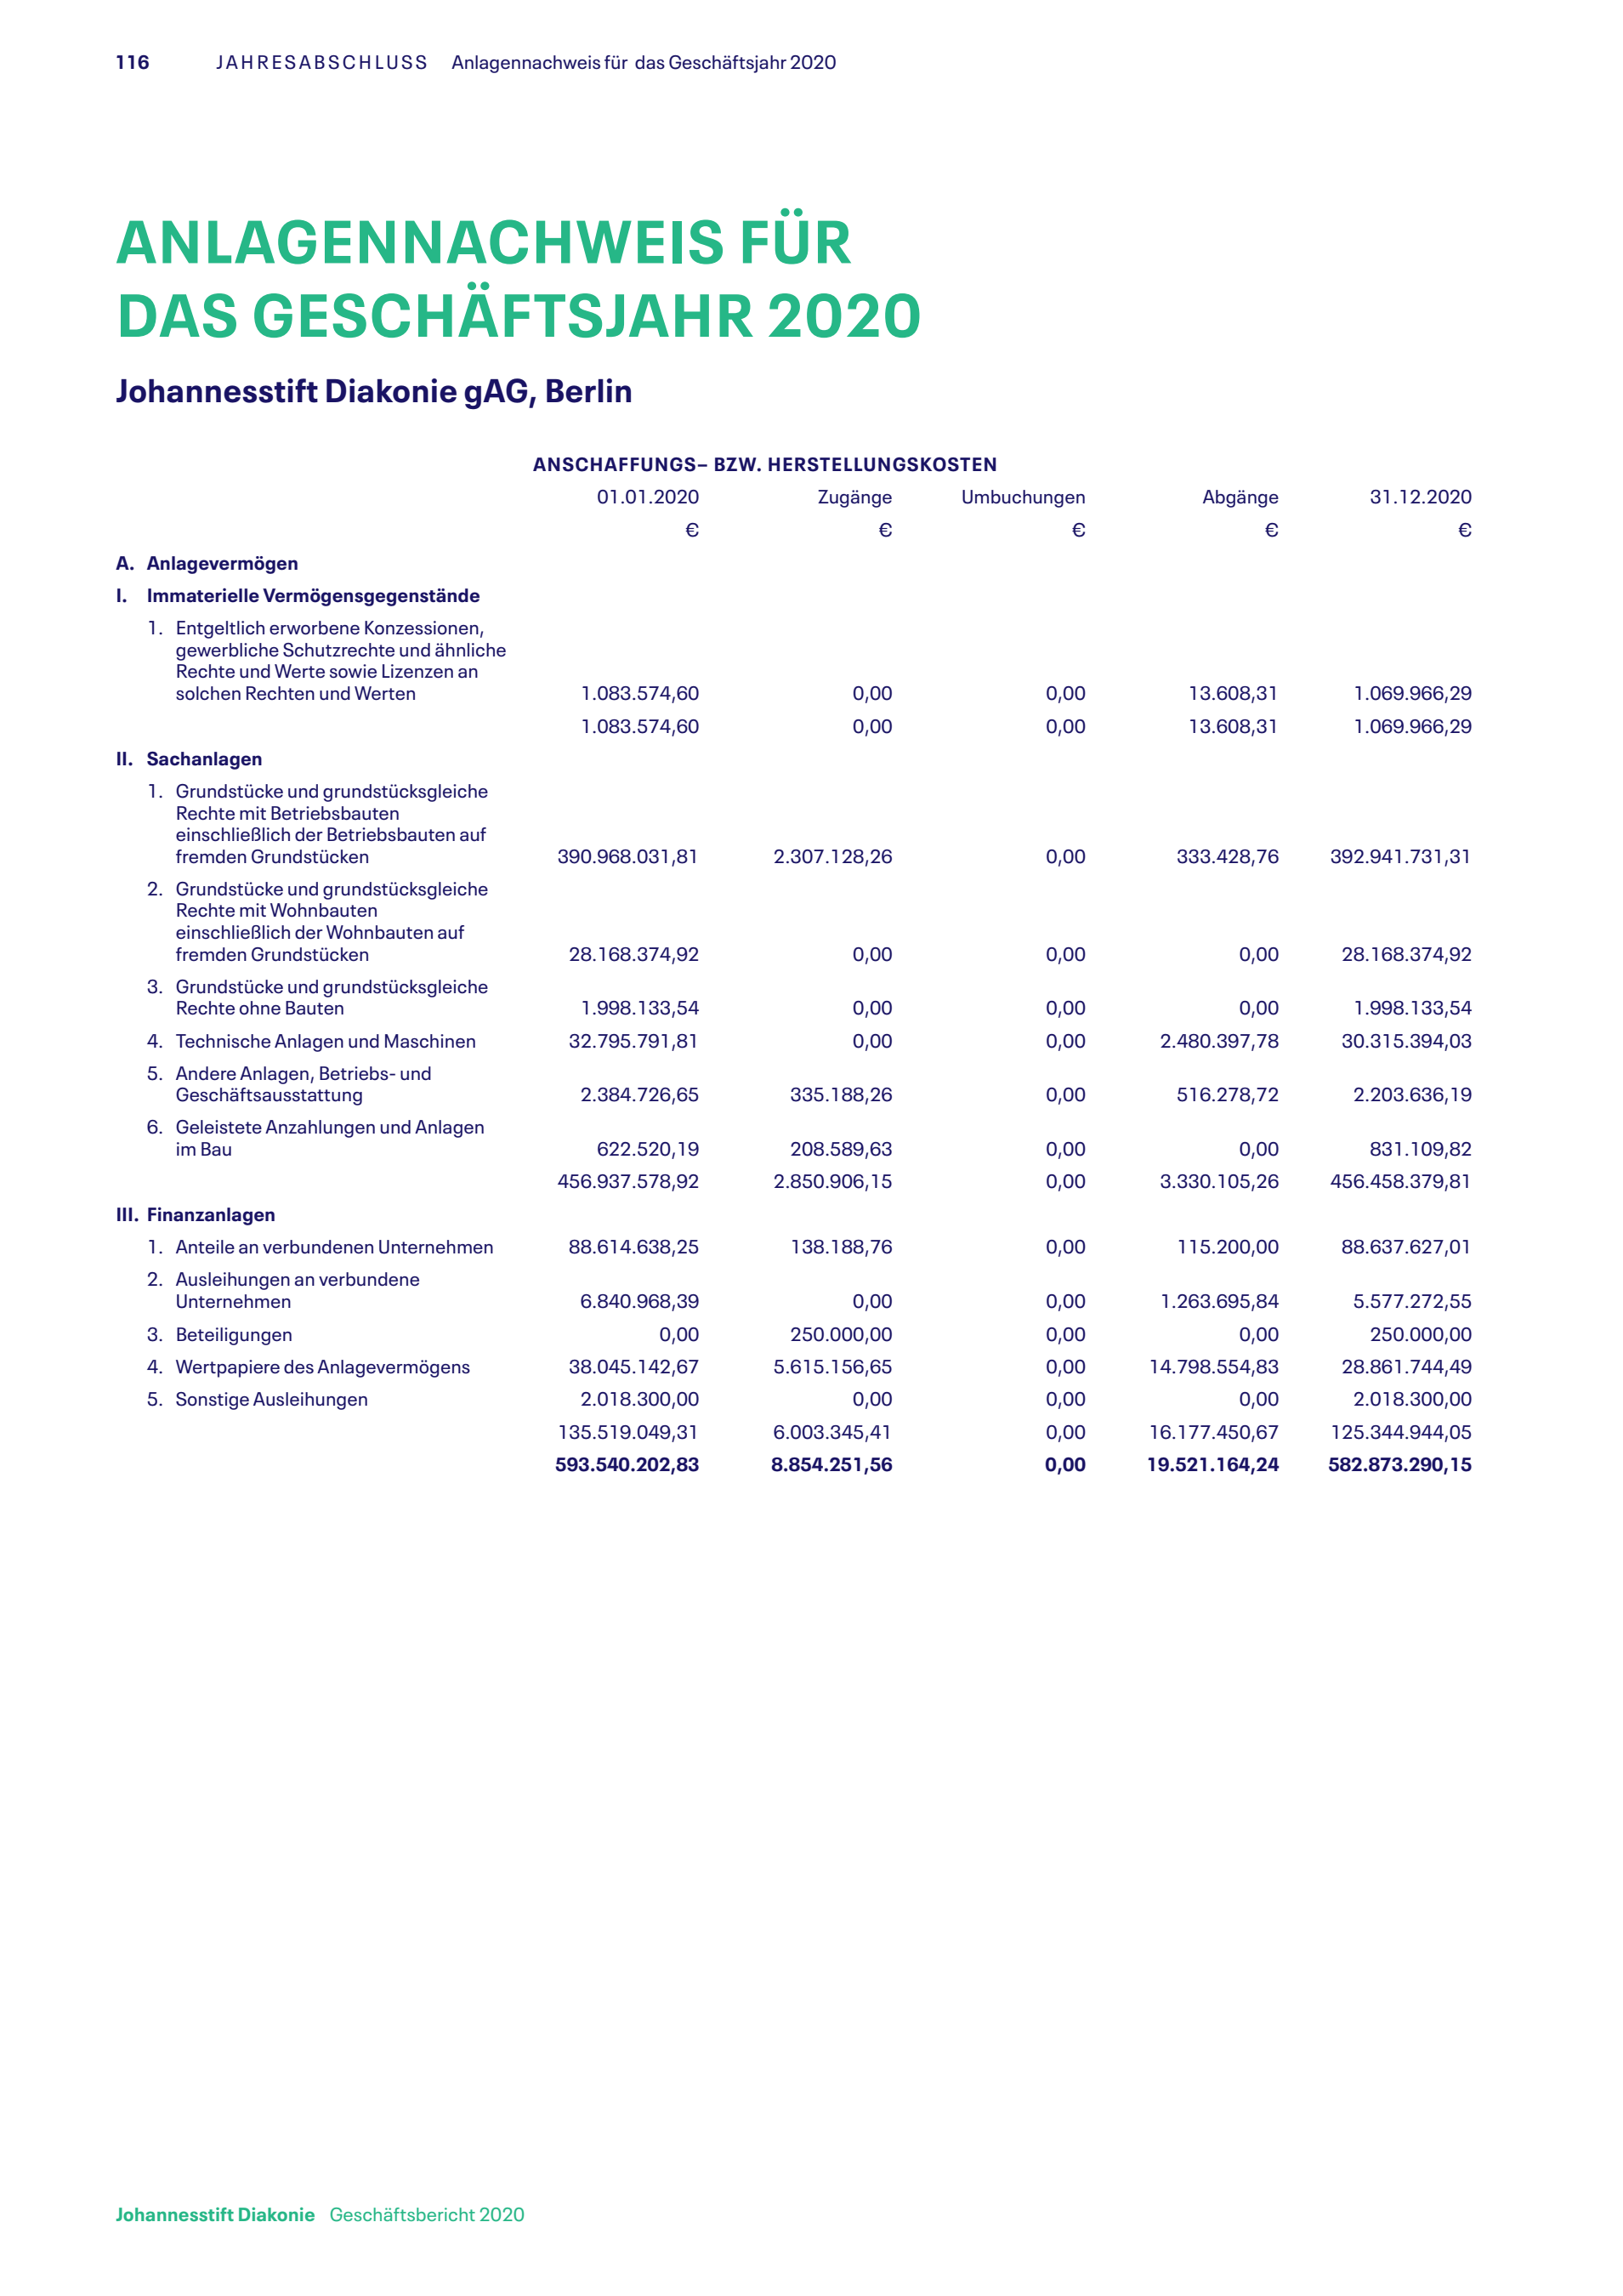 116 JAHRESABSCHLUSS Anlagennachweis für das Geschäftsjahr 2020
ANLAGENNACHWEIS FÜR
DAS GESCHÄFTSJAHR 2020
Johannesstift Diakonie gAG, Berlin
ANSCHAFFUNGS– BZW. HERSTELLUNGSKOSTEN
01.01.2020 Zugänge Umbuchungen Abgänge 31.12.2020
€ € € € €
A. Anlagevermögen
I. Immaterielle Vermögensgegenstände
1. Entgeltlich erworbene Konzessionen,
gewerbliche Schutzrechte und ähnliche
Rechte und Werte sowie Lizenzen an
solchen Rechten und Werten 1.083.574,60 0,00 0,00 13.608,31 1.069.966,29
1.083.574,60 0,00 0,00 13.608,31 1.069.966,29
II. Sachanlagen
1. Grundstücke und grundstücksgleiche
Rechte mit Betriebsbauten
einschließlich der Betriebsbauten auf
fremden Grundstücken 390.968.031,81 2.307.128,26 0,00 333.428,76 392.941.731,31
2. Grundstücke und grundstücksgleiche
Rechte mit Wohnbauten
einschließlich der Wohnbauten auf
fremden Grundstücken 28.168.374,92 0,00 0,00 0,00 28.168.374,92
3. Grundstücke und grundstücksgleiche
Rechte ohne Bauten 1.998.133,54 0,00 0,00 0,00 1.998.133,54
4. Technische Anlagen und Maschinen 32.795.791,81 0,00 0,00 2.480.397,78 30.315.394,03
5. Andere Anlagen, Betriebs- und
Geschäftsausstattung 2.384.726,65 335.188,26 0,00 516.278,72 2.203.636,19
6. Geleistete Anzahlungen und Anlagen
im Bau 622.520,19 208.589,63 0,00 0,00 831.109,82
456.937.578,92 2.850.906,15 0,00 3.330.105,26 456.458.379,81
III. Finanzanlagen
1. Anteile an verbundenen Unternehmen 88.614.638,25 138.188,76 0,00 115.200,00 88.637.627,01
2. Ausleihungen an verbundene
Unternehmen 6.840.968,39 0,00 0,00 1.263.695,84 5.577.272,55
3. Beteiligungen 0,00 250.000,00 0,00 0,00 250.000,00
4. Wertpapiere des Anlagevermögens 38.045.142,67 5.615.156,65 0,00 14.798.554,83 28.861.744,49
5. Sonstige Ausleihungen 2.018.300,00 0,00 0,00 0,00 2.018.300,00
135.519.049,31 6.003.345,41 0,00 16.177.450,67 125.344.944,05
593.540.202,83 8.854.251,56 0,00 19.521.164,24 582.873.290,15
Johannesstift Diakonie Geschäftsbericht 2020